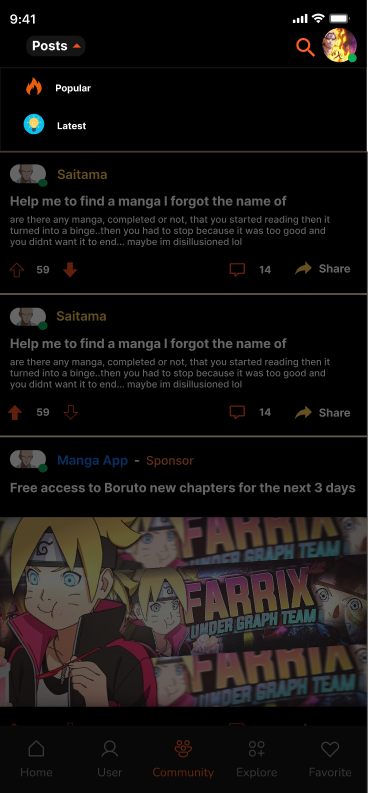 9:41
Posts
Popular
Latest
Saitama
Help me to find a manga I forgot the name of
are there any manga, completed or not, that you started reading then it
turned into a binge..then you had to stop because it was too good and
you didnt want it to end... maybe im disillusioned lol
59
14
Share
Saitama
Help me to find a manga I forgot the name of
are there any manga, completed or not, that you started reading then it
turned into a binge..then you had to stop because it was too good and
you didnt want it to end... maybe im disillusioned lol
59
14
Share
Manga App - Sponsor
Free access to Boruto new chapters for the next 3 days
UNDER GRAPH TEAM
FARRIX
UNDER GRAPH TEAM
FARRIX
Home
User
Community
Explore
Favorite